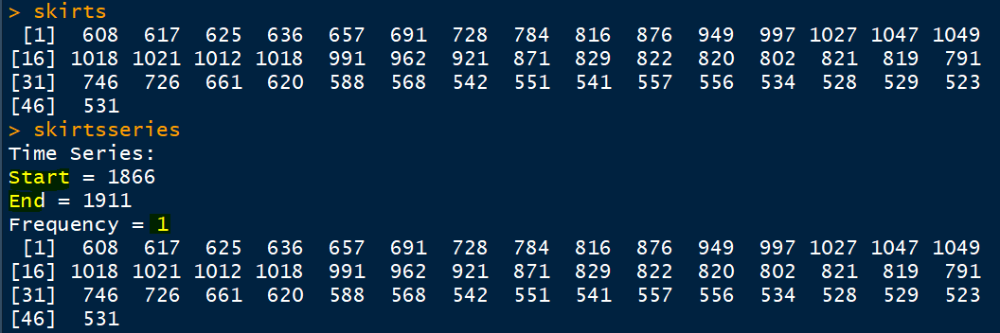 > skirts
[1] 608 617 625 636 657 691 728 784 816 876 949 997 1027 1047 1049
[16] 1018 1021 1012 1018 991 962 921 871 829 822 820 802 821 819 791
[31] 746 726 661 620 588 568 542 551 541 557 556 534 528 529 523
[46] 531
> skirtsseries
Time Series:
Start = 1866
End = 1911
Frequency = 1
[1] 608 617 625 636 657 691 728 784 816 876 949 997 1027 1047 1049
[16] 1018 1021 1012 1018 991 962 921 871 829 822 820 802 821 819 791
[31] 746 726 661 620 588 568 542 551 541 557 556 534 528 529 523
[46] 531